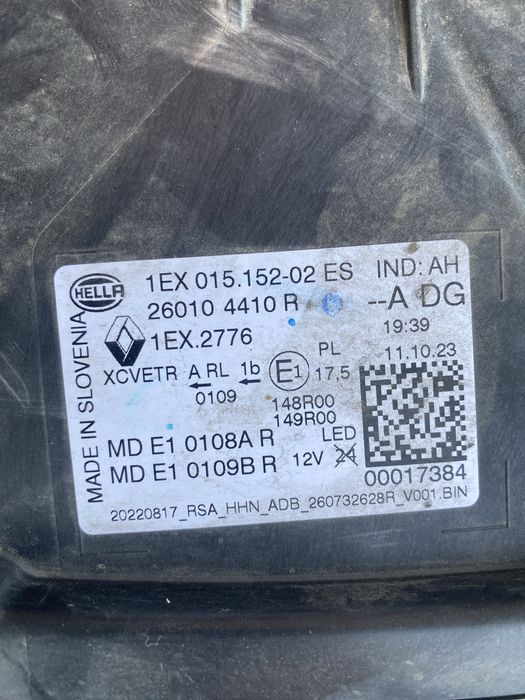 HELLA
1EX 015.152-02 ES IND: AH
26010 4410 R --A DG
1EX.2776 19:39
XCVETR A RL 1b E1 PL 11.10.23
0109 17,5
148R00
149R00
MD E1 0108A R LED
MD E1 0109B R 12V 24
00017384
20220817_RSA_HHN_ADB_260732628R_V001.BIN
MADE IN SLOVENIA